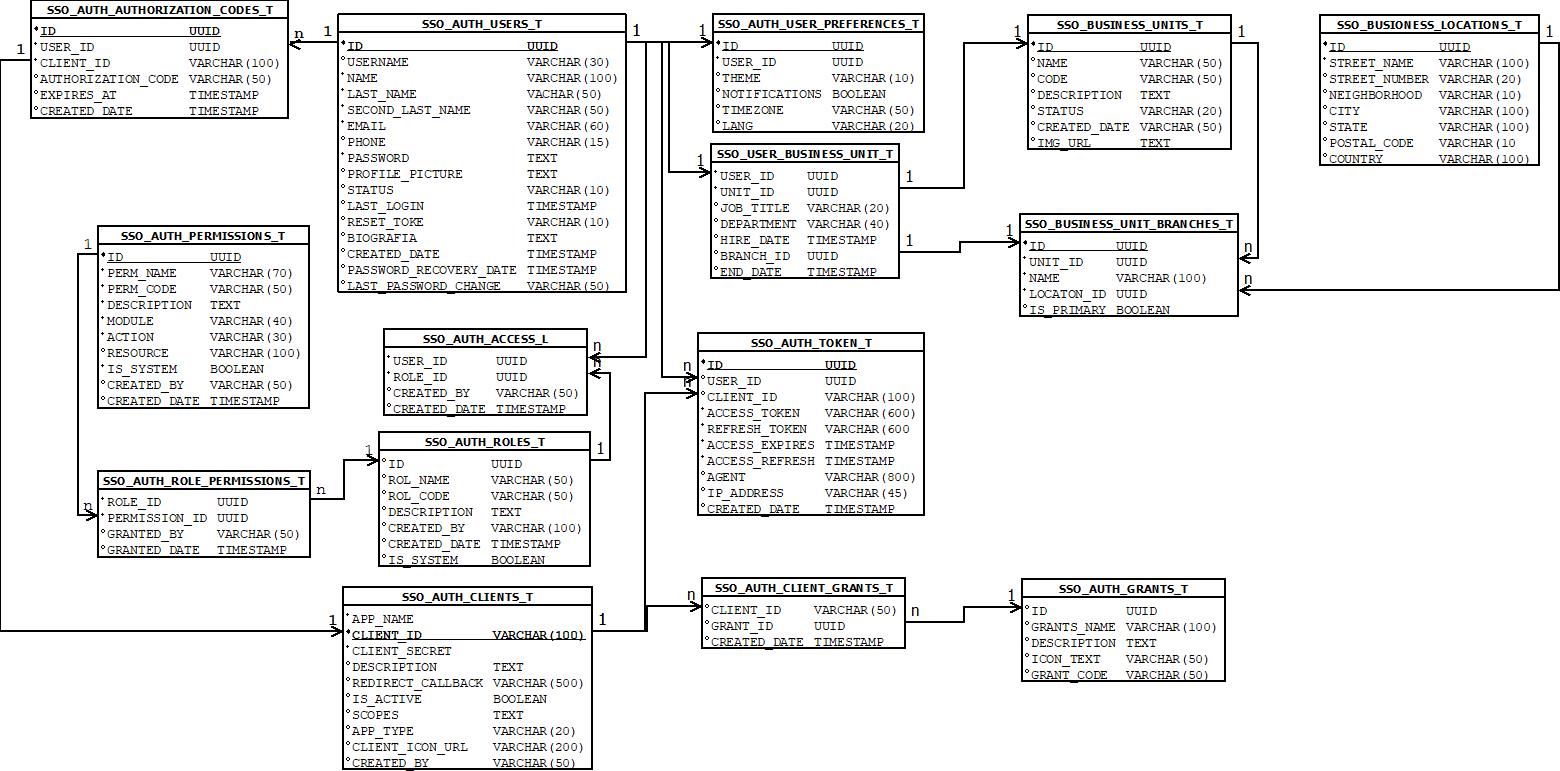 SSO_AUTH_AUTHORIZATION_CODES_T
ID UUID
USER_ID UUID
CLIENT_ID VARCHAR(100)
AUTHORIZATION_CODE VARCHAR(50)
EXPIRES_AT TIMESTAMP
CREATED_DATE TIMESTAMP
1
n
1
SSO_AUTH_USERS_T
ID UUID
USERNAME VARCHAR(30)
NAME VARCHAR(100)
LAST_NAME VACHAR(50)
SECOND_LAST_NAME VARCHAR(50)
EMAIL VARCHAR(60)
PHONE VARCHAR(15)
PASSWORD TEXT
PROFILE_PICTURE TEXT
STATUS VARCHAR(10)
LAST_LOGIN TIMESTAMP
RESET_TOKE VARCHAR(10)
BIOGRAFIA TEXT
CREATED_DATE TIMESTAMP
PASSWORD_RECOVERY_DATE TIMESTAMP
LAST_PASSWORD_CHANGE VARCHAR(50)
1
1
SSO_AUTH_USER_PREFERENCES_T
ID UUID
USER_ID UUID
THEME VARCHAR(10)
NOTIFICATIONS BOOLEAN
TIMEZONE VARCHAR(50)
LANG VARCHAR(20)
1
SSO_USER_BUSINESS_UNIT_T
USER_ID UUID
UNIT_ID UUID
JOB_TITLE VARCHAR(20)
DEPARTMENT VARCHAR(40)
HIRE_DATE TIMESTAMP
BRANCH_ID UUID
END_DATE TIMESTAMP
1
1
1
SSO_BUSINESS_UNITS_T
ID UUID
NAME VARCHAR(50)
CODE VARCHAR(50)
DESCRIPTION TEXT
STATUS VARCHAR(20)
CREATED_DATE VARCHAR(50)
IMG_URL TEXT
1
SSO_BUSIONESS_LOCATIONS_T
ID UUID
STREET_NAME VARCHAR(100)
STREET_NUMBER VARCHAR(20)
NEIGHBORHOOD VARCHAR(10)
CITY VARCHAR(100)
STATE VARCHAR(100)
POSTAL_CODE VARCHAR(10
COUNTRY VARCHAR(100)
1
1
SSO_BUSINESS_UNIT_BRANCHES_T
ID UUID
UNIT_ID UUID
NAME VARCHAR(100)
LOCATON_ID UUID
IS_PRIMARY BOOLEAN
n
n
1
SSO_AUTH_PERMISSIONS_T
ID UUID
PERM_NAME VARCHAR(70)
PERM_CODE VARCHAR(50)
DESCRIPTION TEXT
MODULE VARCHAR(40)
ACTION VARCHAR(30)
RESOURCE VARCHAR(100)
IS_SYSTEM BOOLEAN
CREATED_BY VARCHAR(50)
CREATED_DATE TIMESTAMP
SSO_AUTH_ACCESS_L
USER_ID UUID
ROLE_ID UUID
CREATED_BY VARCHAR(50)
CREATED_DATE TIMESTAMP
n
n
SSO_AUTH_TOKEN_T
ID UUID
USER_ID UUID
CLIENT_ID VARCHAR(100)
ACCESS_TOKEN VARCHAR(600)
REFRESH_TOKEN VARCHAR(600
ACCESS_EXPIRES TIMESTAMP
ACCESS_REFRESH TIMESTAMP
AGENT VARCHAR(800)
IP_ADDRESS VARCHAR(45)
CREATED_DATE TIMESTAMP
n
n
n
SSO_AUTH_ROLE_PERMISSIONS_T
ROLE_ID UUID
PERMISSION_ID UUID
GRANTED_BY VARCHAR(50)
GRANTED_DATE TIMESTAMP
n
1
SSO_AUTH_ROLES_T
ID UUID
ROL_NAME VARCHAR(50)
ROL_CODE VARCHAR(50)
DESCRIPTION TEXT
CREATED_BY VARCHAR(100)
CREATED_DATE TIMESTAMP
IS_SYSTEM BOOLEAN
1
1
SSO_AUTH_CLIENTS_T
APP_NAME
CLIENT_ID VARCHAR(100)
CLIENT_SECRET
DESCRIPTION TEXT
REDIRECT_CALLBACK VARCHAR(500)
IS_ACTIVE BOOLEAN
SCOPES TEXT
APP_TYPE VARCHAR(20)
CLIENT_ICON_URL VARCHAR(200)
CREATED_BY VARCHAR(50)
1
n
SSO_AUTH_CLIENT_GRANTS_T
CLIENT_ID VARCHAR(50)
GRANT_ID UUID
CREATED_DATE TIMESTAMP
n
1
SSO_AUTH_GRANTS_T
ID UUID
GRANTS_NAME VARCHAR(100)
DESCRIPTION TEXT
ICON_TEXT VARCHAR(50)
GRANT_CODE VARCHAR(50)